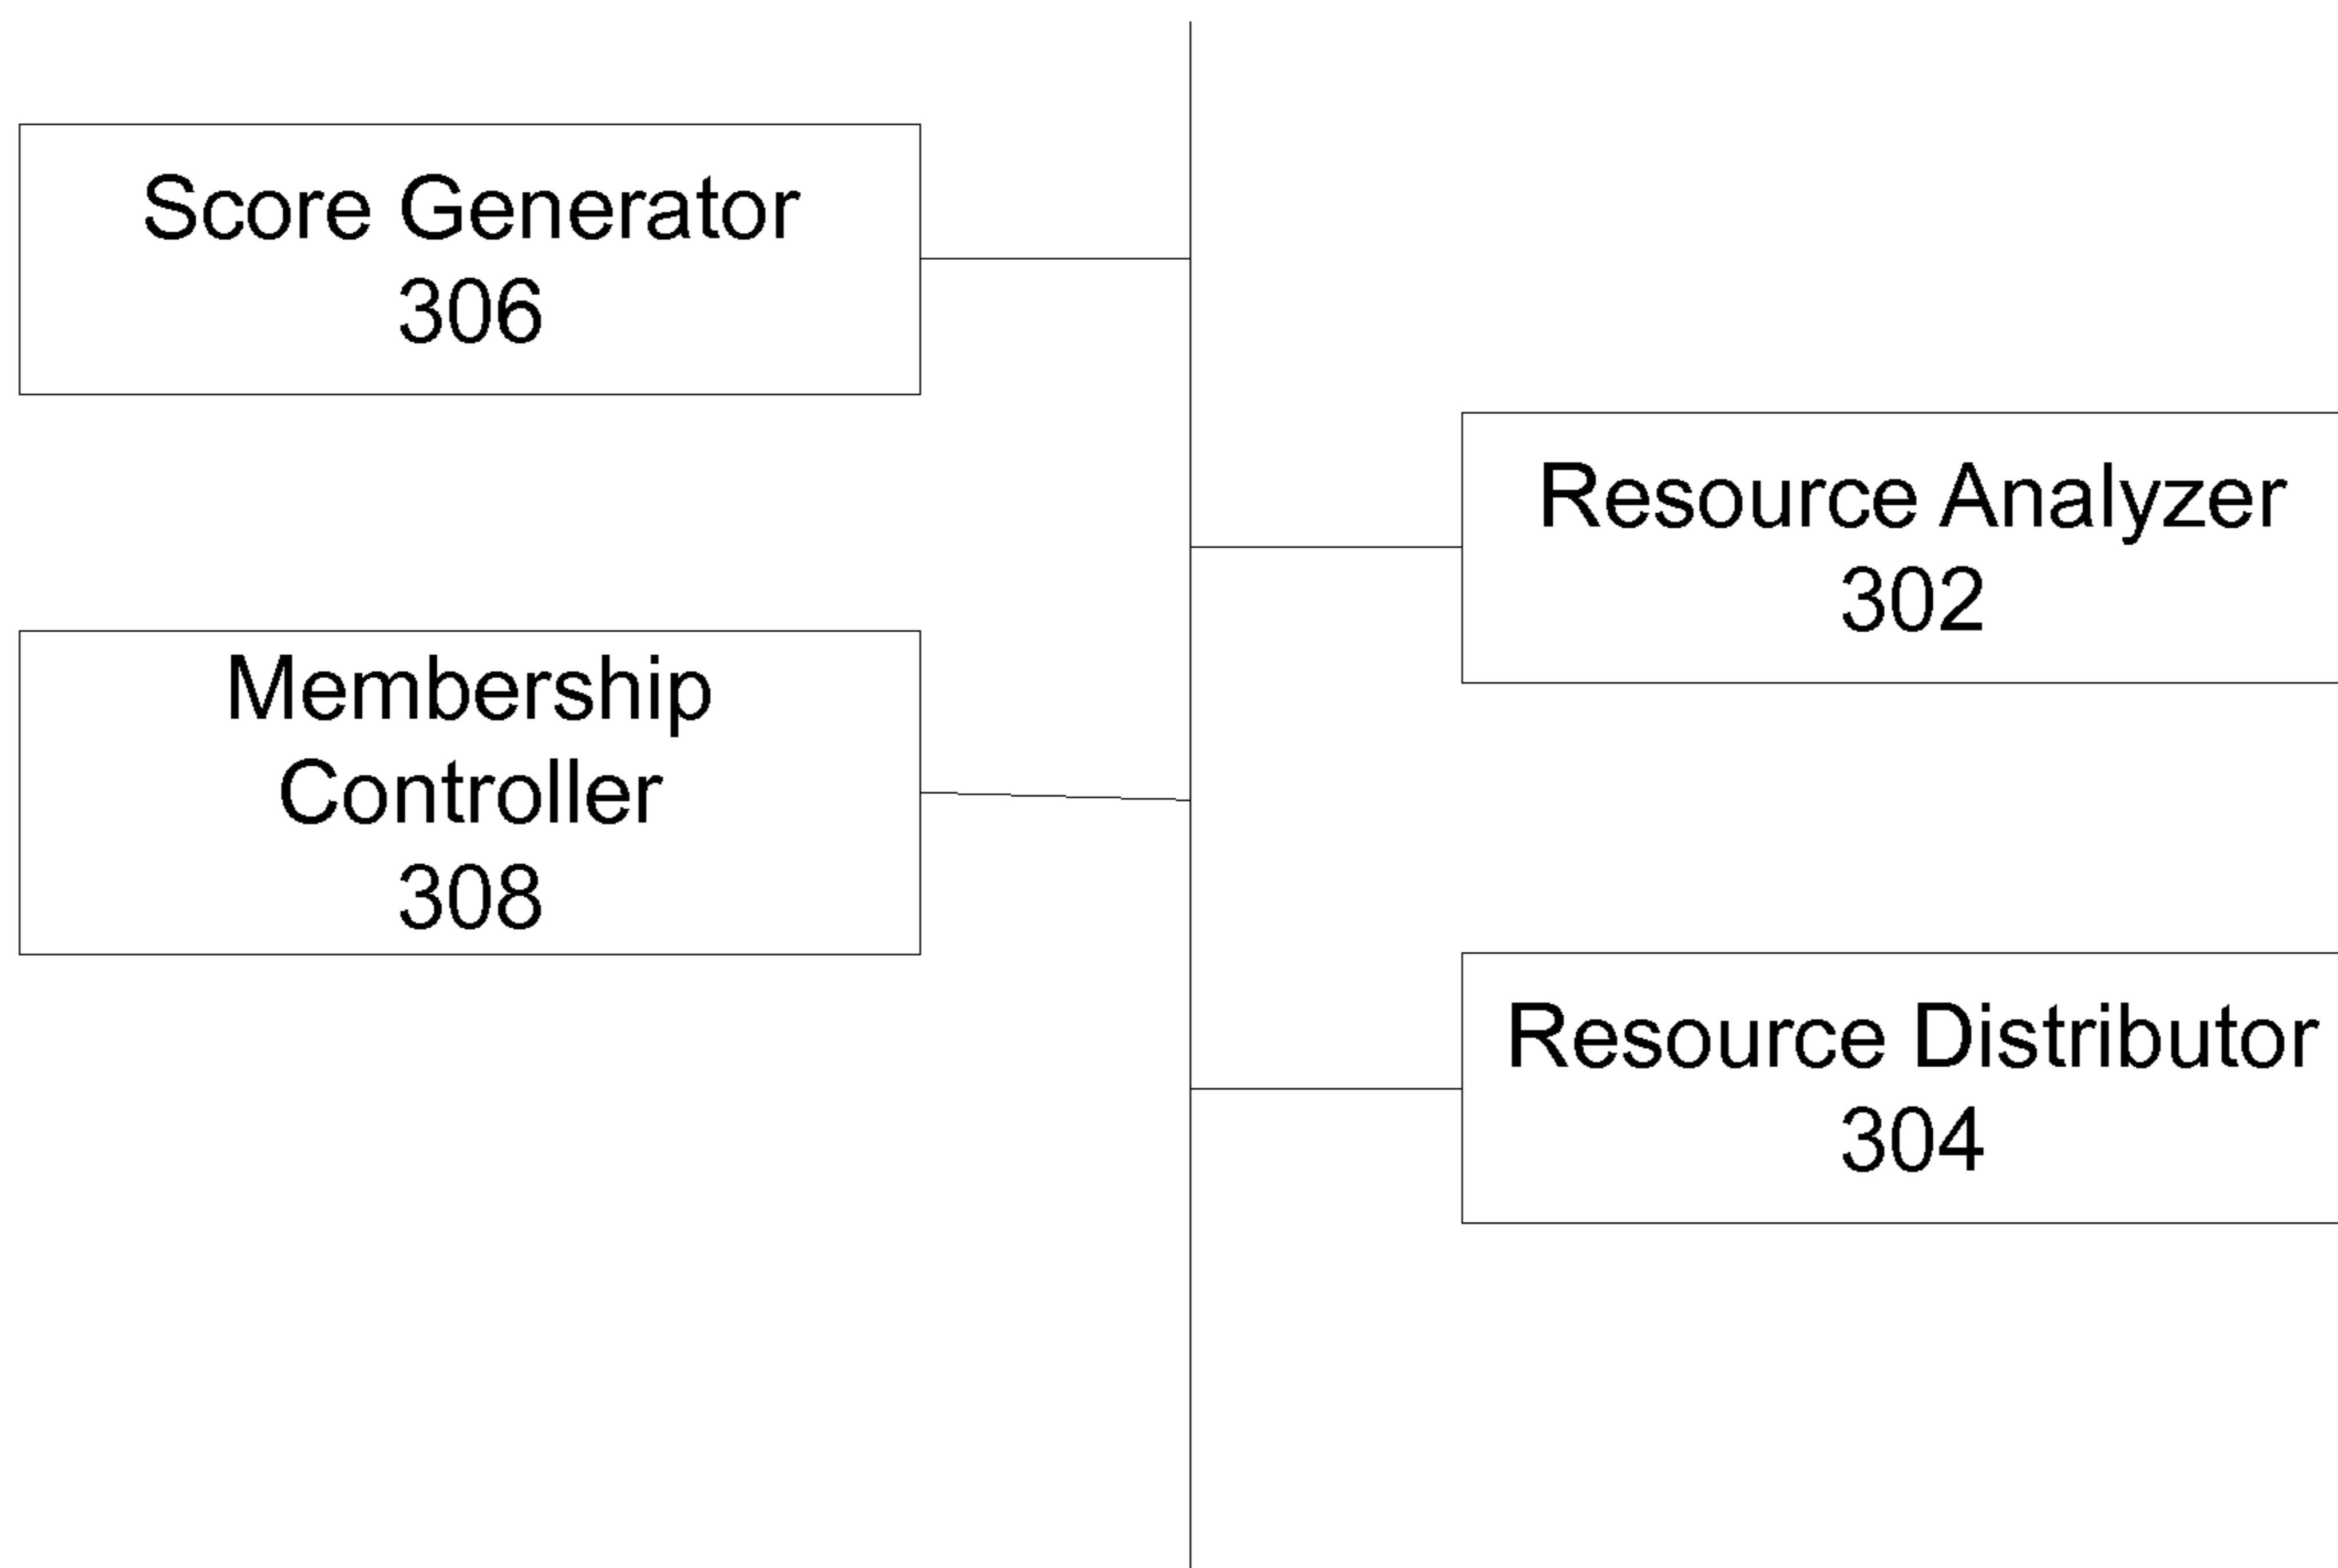 Score Generator
306
Resource Analyzer
302
Membership
Controller
308
Resource Distributor
304